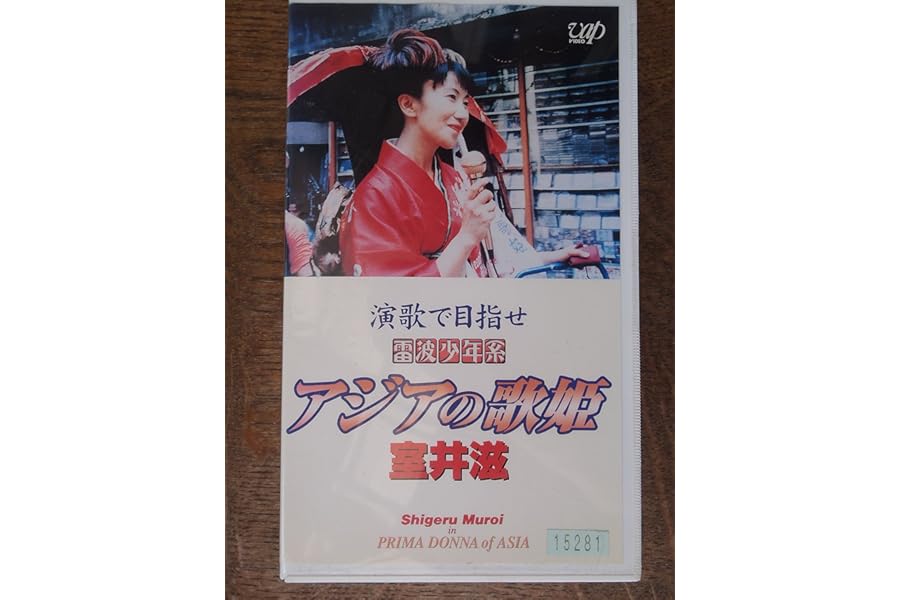 vap
VIDEO
演歌で目指せ
雷波少年系
アジアの歌姫
室井滋
Shigeru Muroi
in
PRIMA DONNA of ASIA
15281